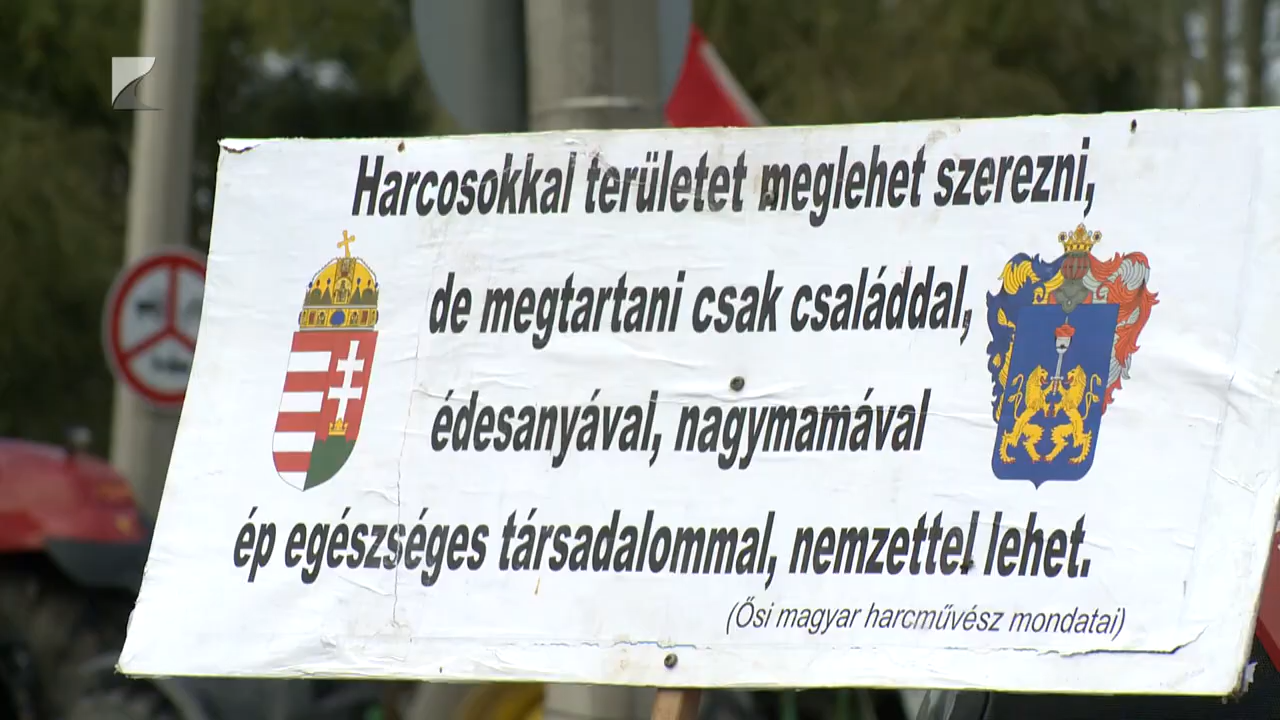 Harcosokkal területet meglehet szerezni,
de megtartani csak családdal,
édesanyával, nagymamával
ép egészséges társadalommal, nemzettel lehet.
(Ősi magyar harcművész mondatai)